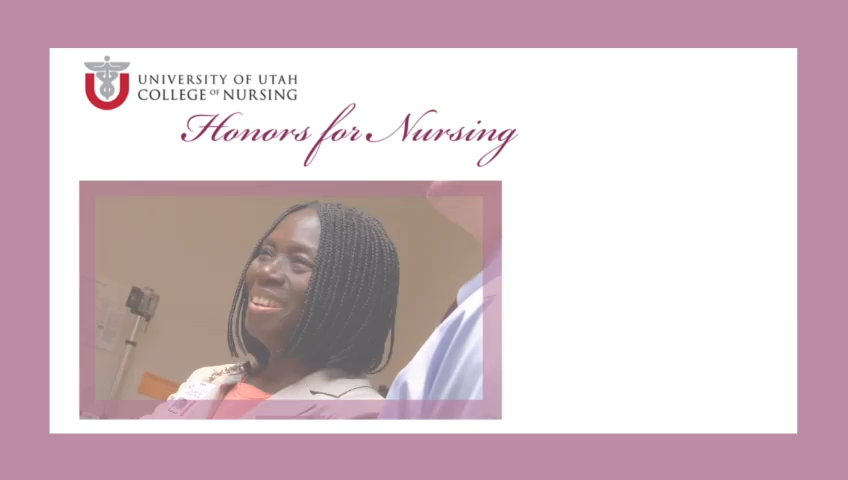 UNIVERSITY OF UTAH
COLLEGE OF NURSING
Honors for Nursing